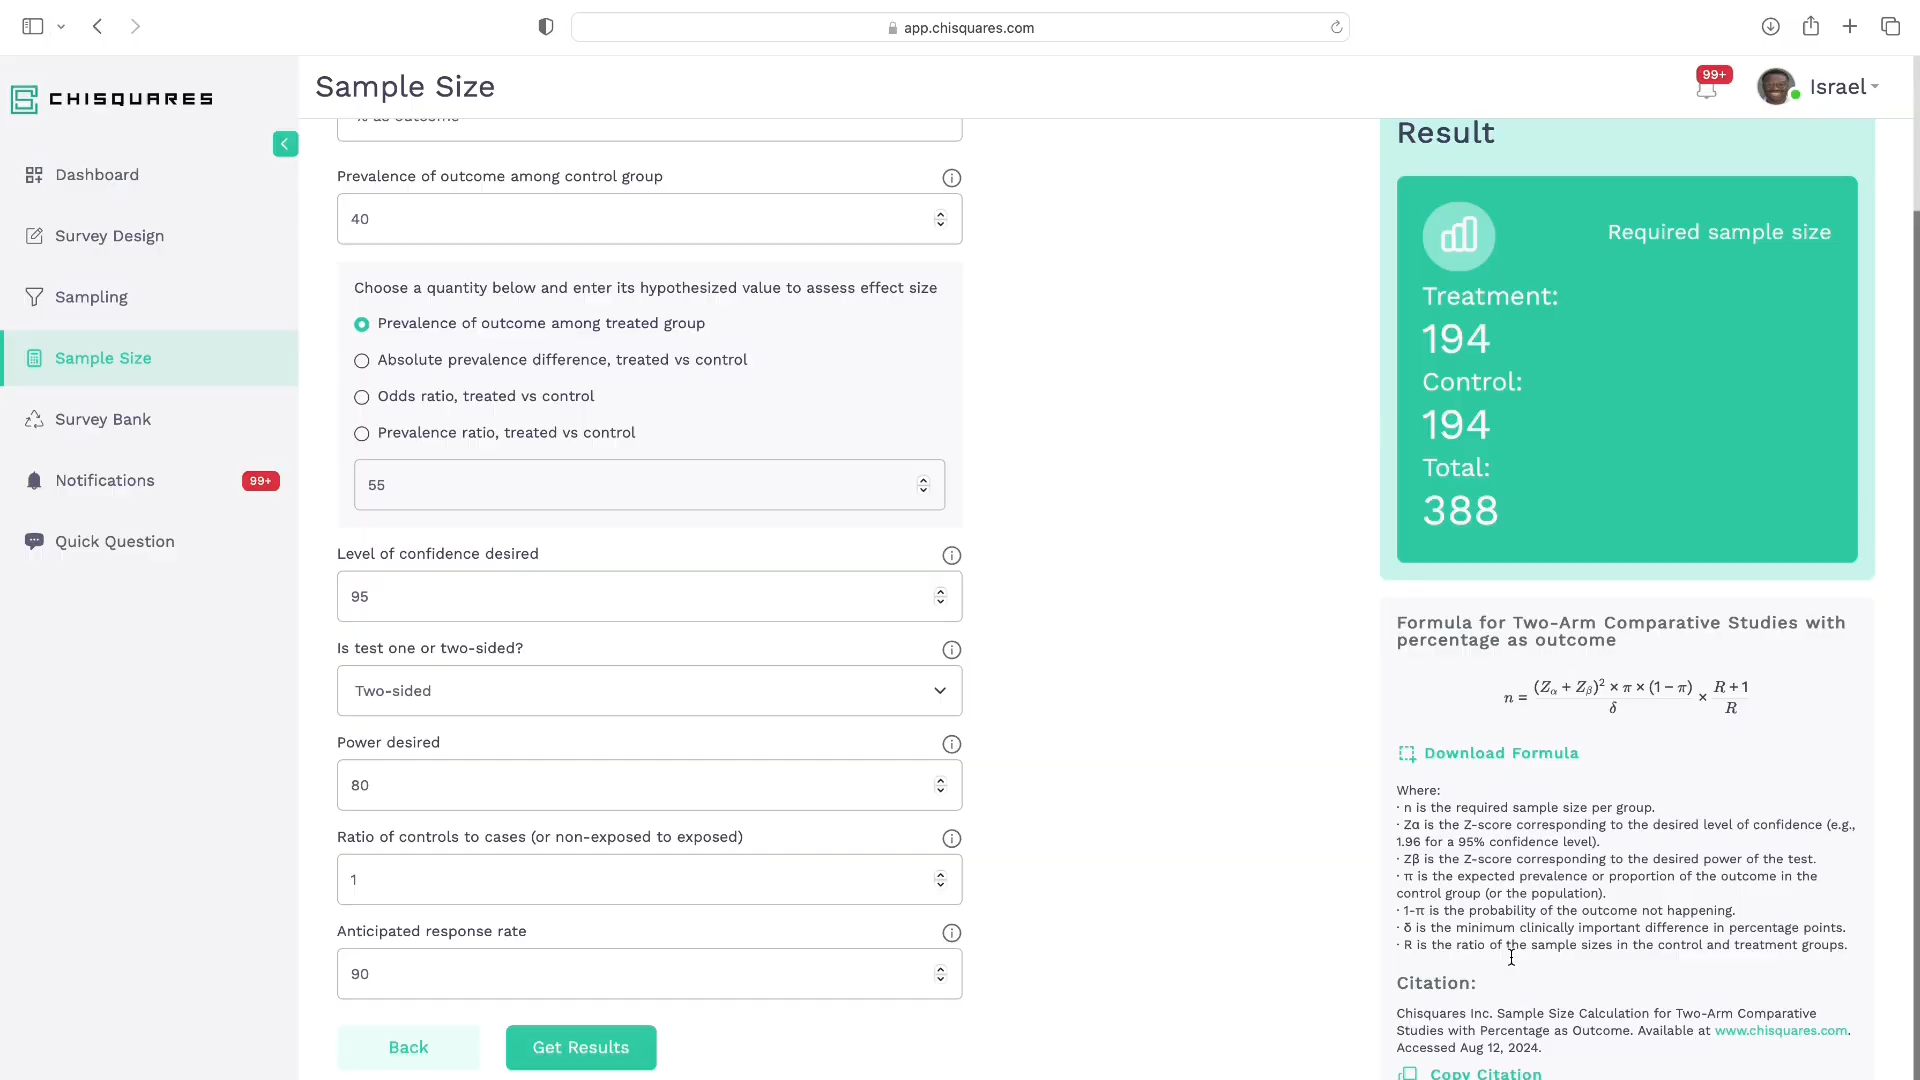 app.chisquares.com
CHISQUARES
Sample Size
99+
Israel
Dashboard
Survey Design
Sampling
Sample Size
Survey Bank
Notifications
99+
Quick Question
% as outcome
Prevalence of outcome among control group
40
Choose a quantity below and enter its hypothesized value to assess effect size
Prevalence of outcome among treated group
Absolute prevalence difference, treated vs control
Odds ratio, treated vs control
Prevalence ratio, treated vs control
55
Level of confidence desired
95
Is test one or two-sided?
Two-sided
Power desired
80
Ratio of controls to cases (or non-exposed to exposed)
1
Anticipated response rate
90
Back
Get Results
Result
Required sample size
Treatment:
194
Control:
194
Total:
388
Formula for Two-Arm Comparative Studies with
percentage as outcome
n = (Zα + Zβ)² × π × (1 − π) / δ × R + 1 / R
Download Formula
Where:
· n is the required sample size per group.
· Zα is the Z-score corresponding to the desired level of confidence (e.g.,
1.96 for a 95% confidence level).
· Zβ is the Z-score corresponding to the desired power of the test.
· π is the expected prevalence or proportion of the outcome in the
control group (or the population).
· 1-π is the probability of the outcome not happening.
· δ is the minimum clinically important difference in percentage points.
· R is the ratio of the sample sizes in the control and treatment groups.
Citation:
Chisquares Inc. Sample Size Calculation for Two-Arm Comparative
Studies with Percentage as Outcome. Available at www.chisquares.com.
Accessed Aug 12, 2024.
Copy Citation